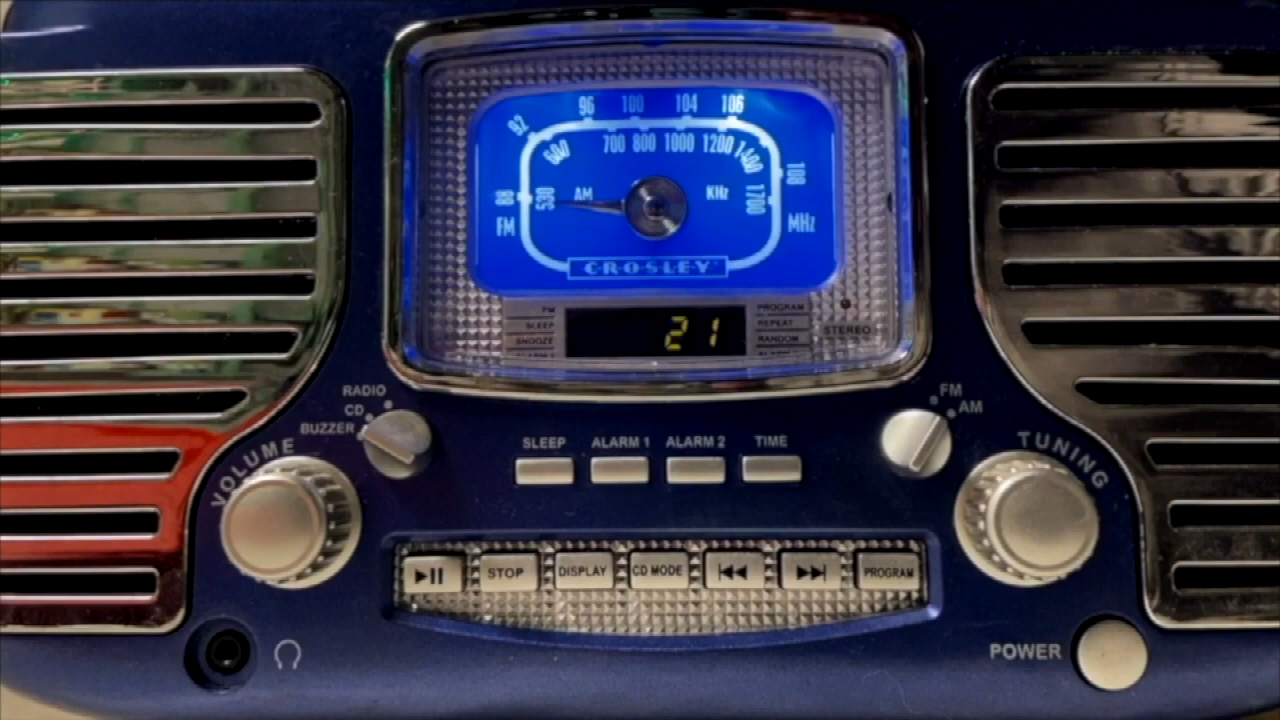 96 100 104 106
92
600 700 800 1000 1200 1400
108
88 530 AM KHz 1700
FM MHz
CROSLEY
PM
SLEEP
SNOOZE
21
PROGRAM
REPEAT
RANDOM
STEREO
RADIO
CD
BUZZER
VOLUME
SLEEP ALARM 1 ALARM 2 TIME
FM
AM
TUNING
STOP DISPLAY CD MODE PROGRAM
POWER